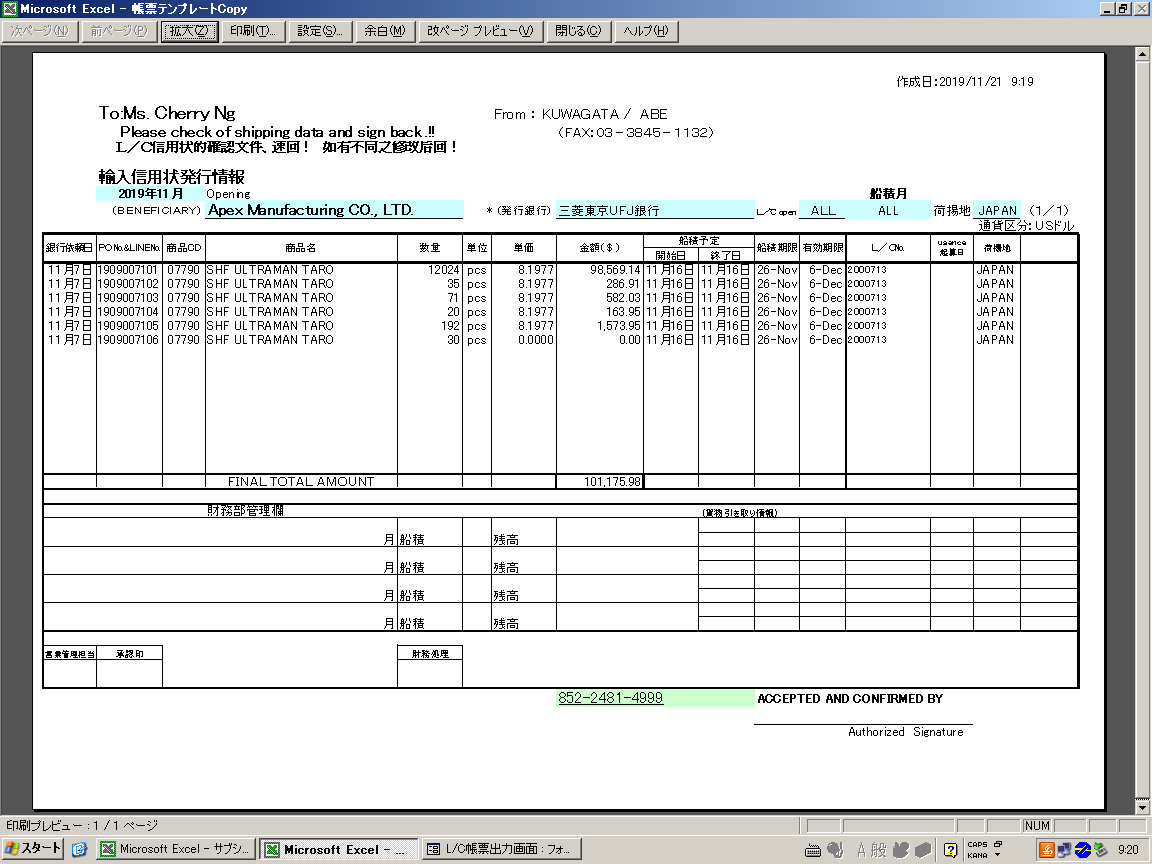 Microsoft Excel - 帳票テンプレートCopy
次ページ(N) 前ページ(P) 拡大(Z) 印刷(T)... 設定(S)... 余白(M) 改ページ プレビュー(V) 閉じる(C) ヘルプ(H)
作成日:2019/11/21 9:19
To:Ms. Cherry Ng From : KUWAGATA / ABE
Please check of shipping data and sign back .!! (FAX:03-3845-1132)
L/C信用状的確認文件、速回! 如有不同之修改后回!
輸入信用状発行情報
2019年11月 Opening 船積月
(BENEFICIARY) Apex Manufacturing CO., LTD. *(発行銀行) 三菱東京UFJ銀行 L/C open ALL ALL 荷揚地 JAPAN (1/1)
通貨区分:USドル
銀行依頼日 PO No.&LINE No. 商品CD 商品名 数量 単位 単価 金額($) 船積予定 開始日 終了日 船積期限 有効期限 L/CNo. usance 起算日 荷揚地
11月7日 1909007101 07790 SHF ULTRAMAN TARO 12024 pcs 8.1977 98,569.14 11月16日 11月16日 26-Nov 6-Dec 2000713 JAPAN
11月7日 1909007102 07790 SHF ULTRAMAN TARO 35 pcs 8.1977 286.91 11月16日 11月16日 26-Nov 6-Dec 2000713 JAPAN
11月7日 1909007103 07790 SHF ULTRAMAN TARO 71 pcs 8.1977 582.03 11月16日 11月16日 26-Nov 6-Dec 2000713 JAPAN
11月7日 1909007104 07790 SHF ULTRAMAN TARO 20 pcs 8.1977 163.95 11月16日 11月16日 26-Nov 6-Dec 2000713 JAPAN
11月7日 1909007105 07790 SHF ULTRAMAN TARO 192 pcs 8.1977 1,573.95 11月16日 11月16日 26-Nov 6-Dec 2000713 JAPAN
11月7日 1909007106 07790 SHF ULTRAMAN TARO 30 pcs 0.0000 0.00 11月16日 11月16日 26-Nov 6-Dec 2000713 JAPAN
FINAL TOTAL AMOUNT 101,175.98
財務部管理欄 (貨物引き取り情報)
月 船積 残高
月 船積 残高
月 船積 残高
月 船積 残高
営業管理担当 承認印 財務処理
852-2481-4999 ACCEPTED AND CONFIRMED BY
Authorized Signature
印刷プレビュー : 1 / 1 ページ NUM
スタート Microsoft Excel - サブシ... Microsoft Excel - ... L/C帳票出力画面 : フォ... A 般 CAPS KANA 9:20